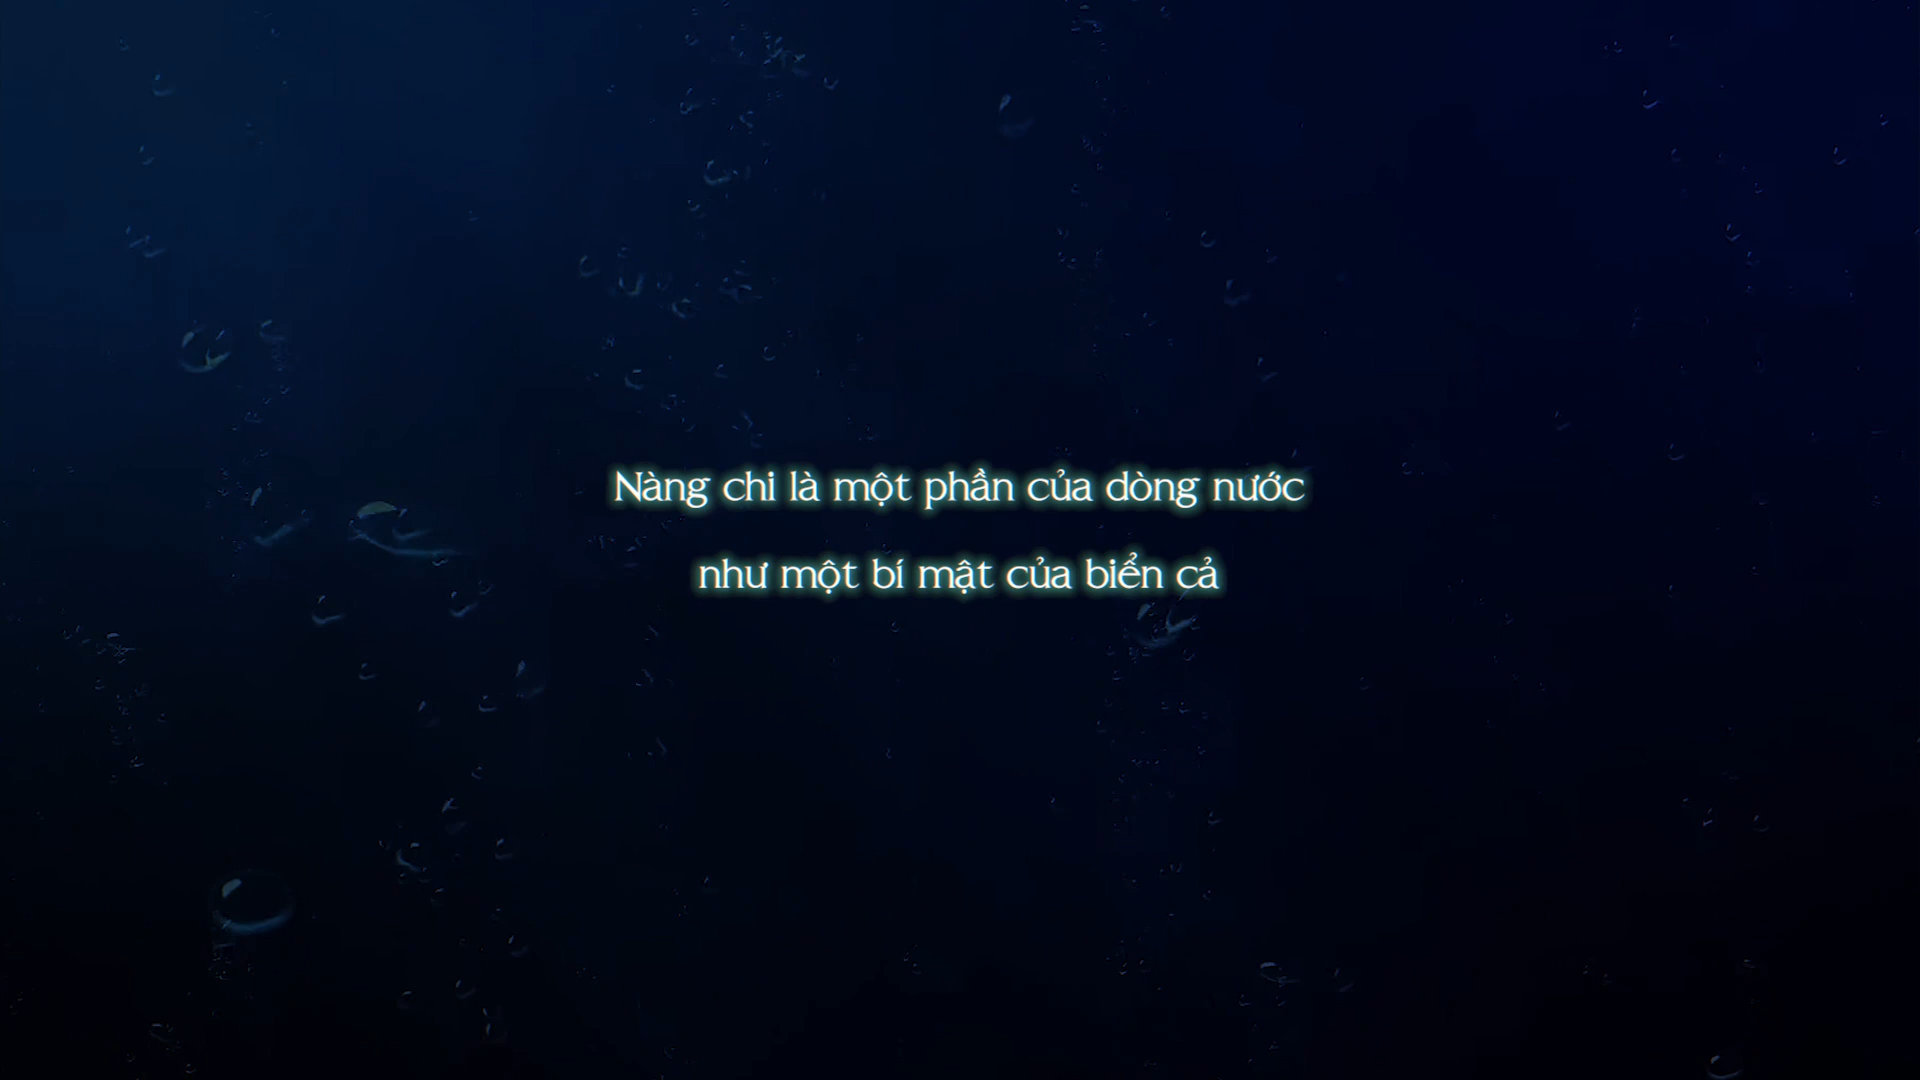 Nàng chi là một phần của dòng nước
như một bí mật của biển cả